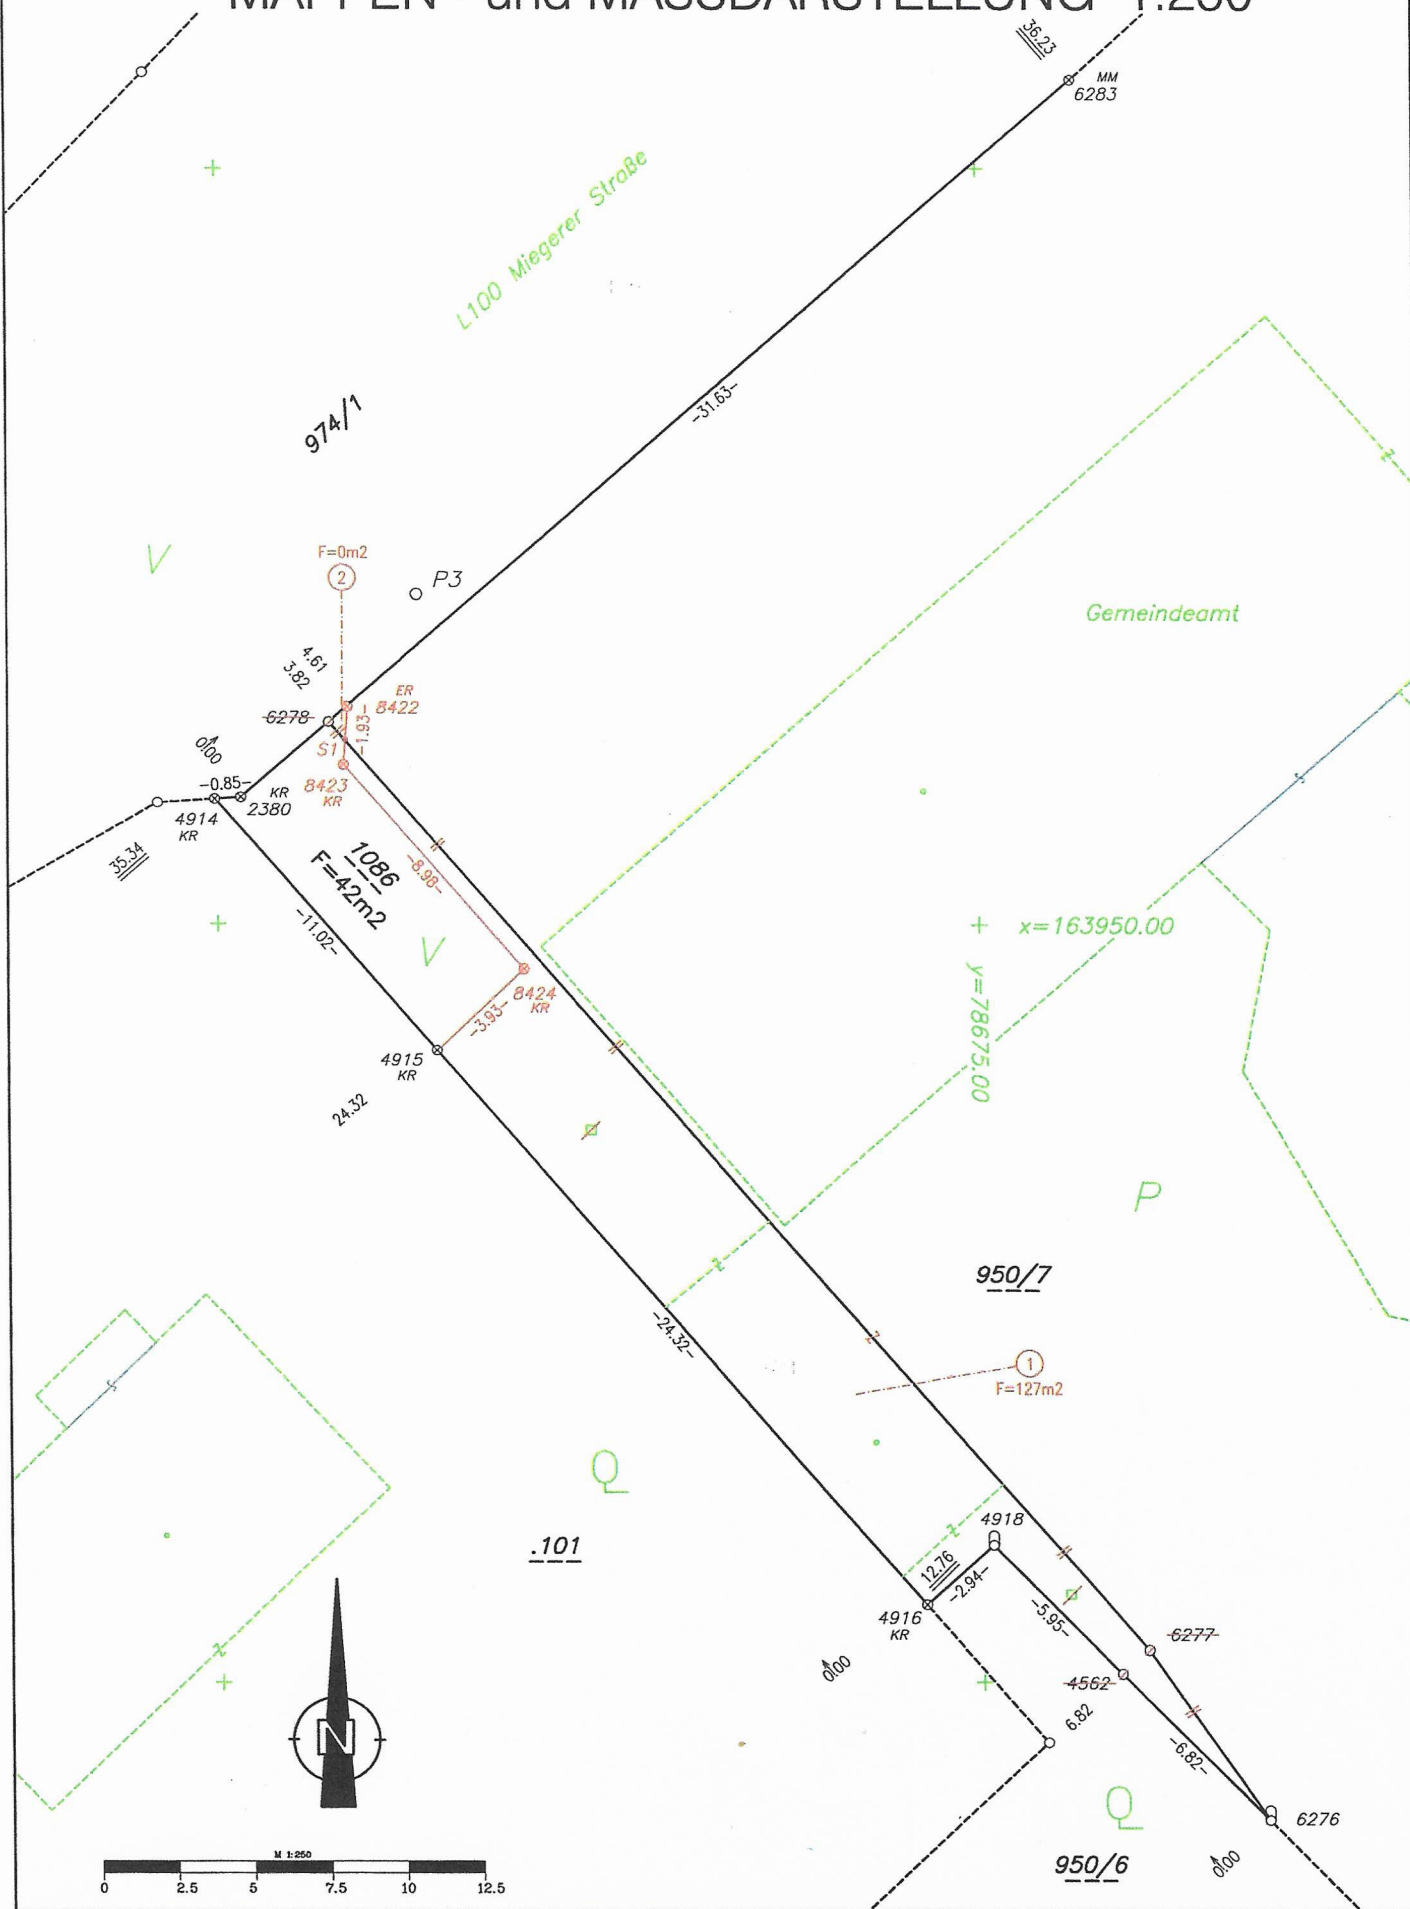 MAPPEN - und MASSDARSTELLUNG 1:250
36.23
MM
6283
L100 Miegerer Straße
-31.63-
974/1
V
F=0m2
2
P3
Gemeindeamt
4.61
3.82
ER
8422
6278
-1.93-
S1
0.00
8423
KR
-0.85-
KR
2380
4914
KR
35.34
1086
F=42m2
-8.98-
-11.02-
V
x=163950.00
y=78675.00
8424
KR
-3.93-
4915
KR
24.32
P
950/7
-24.32-
1
F=127m2
Q
4918
.101
12.76
-2.94-
-5.95-
4916
KR
6277
0.00
4562
6.82
N
-6.82-
Q
6276
0.00
950/6
M 1:250
0 2.5 5 7.5 10 12.5